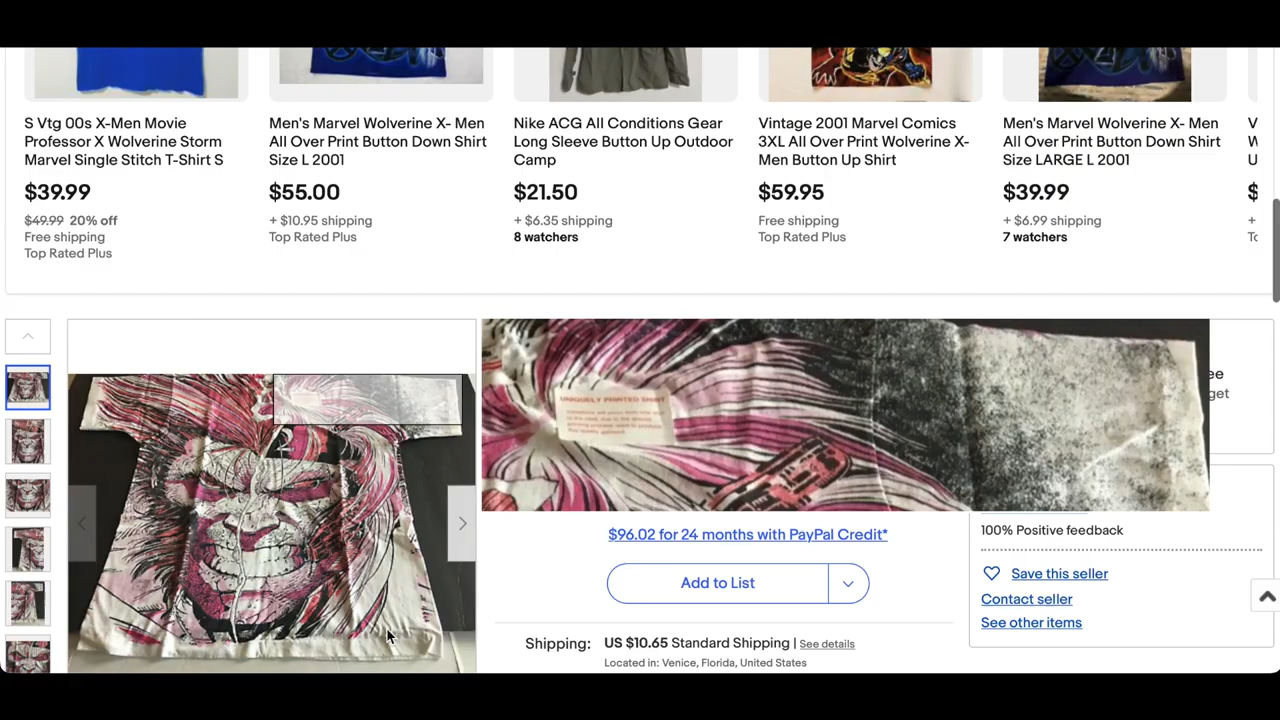 S Vtg 00s X-Men Movie
Professor X Wolverine Storm
Marvel Single Stitch T-Shirt S
$39.99
$49.99 20% off
Free shipping
Top Rated Plus
Men's Marvel Wolverine X- Men
All Over Print Button Down Shirt
Size L 2001
$55.00
+ $10.95 shipping
Top Rated Plus
Nike ACG All Conditions Gear
Long Sleeve Button Up Outdoor
Camp
$21.50
+ $6.35 shipping
8 watchers
Vintage 2001 Marvel Comics
3XL All Over Print Wolverine X-
Men Button Up Shirt
$59.95
Free shipping
Top Rated Plus
Men's Marvel Wolverine X- Men
All Over Print Button Down Shirt
Size LARGE L 2001
$39.99
+ $6.99 shipping
7 watchers
V
W
U
$
+
To
UNIQUELY PRINTED SHIRT
ee
get
$96.02 for 24 months with PayPal Credit*
Add to List
Shipping: US $10.65 Standard Shipping | See details
Located in: Venice, Florida, United States
100% Positive feedback
Save this seller
Contact seller
See other items